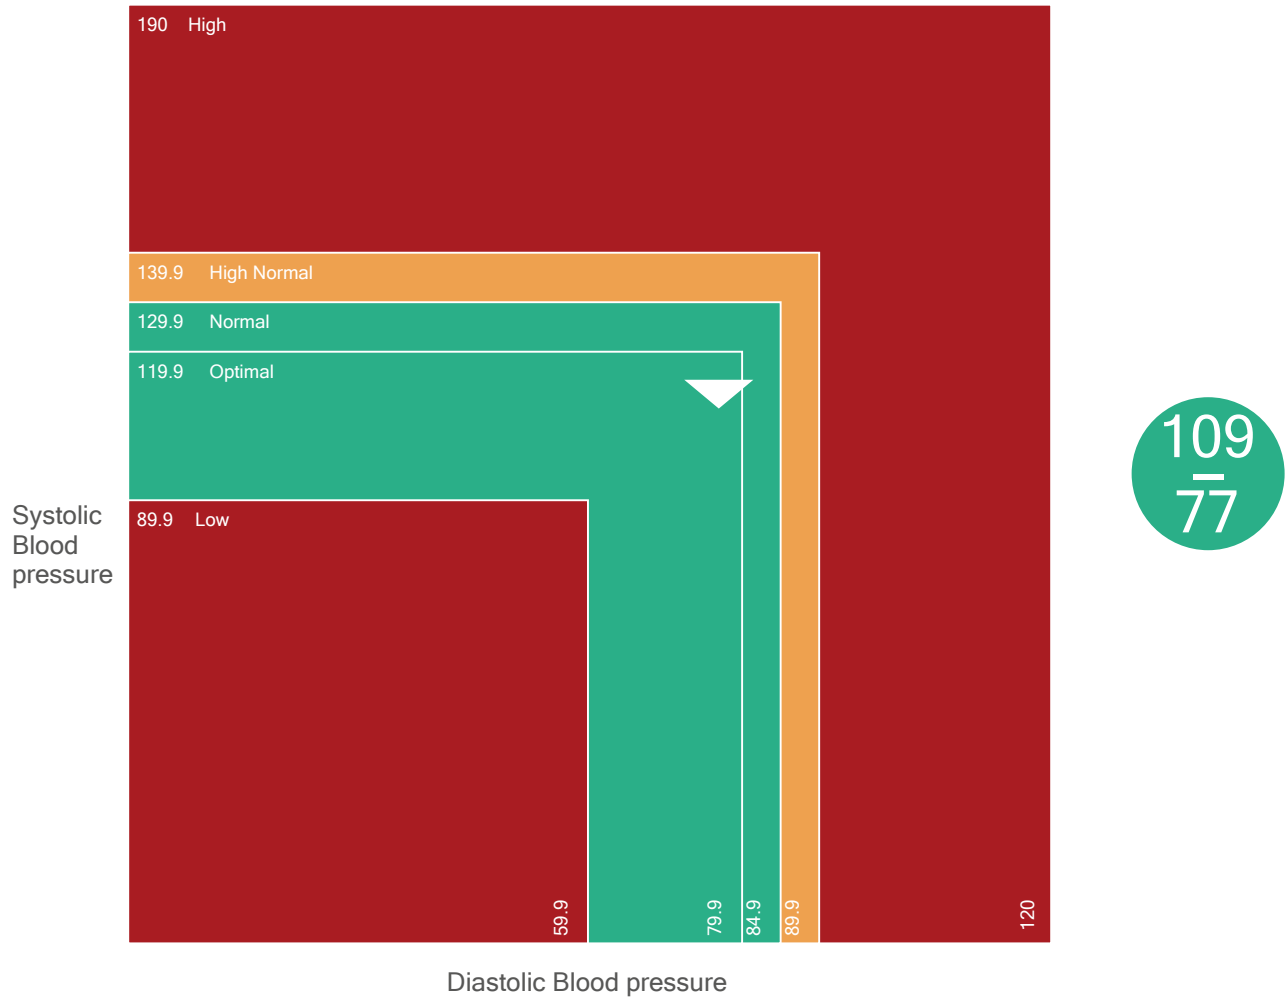 190 High
139.9 High Normal
129.9 Normal
119.9 Optimal
109
77
Systolic
Blood
pressure
89.9 Low
59.9
79.9
84.9
89.9
120
Diastolic Blood pressure